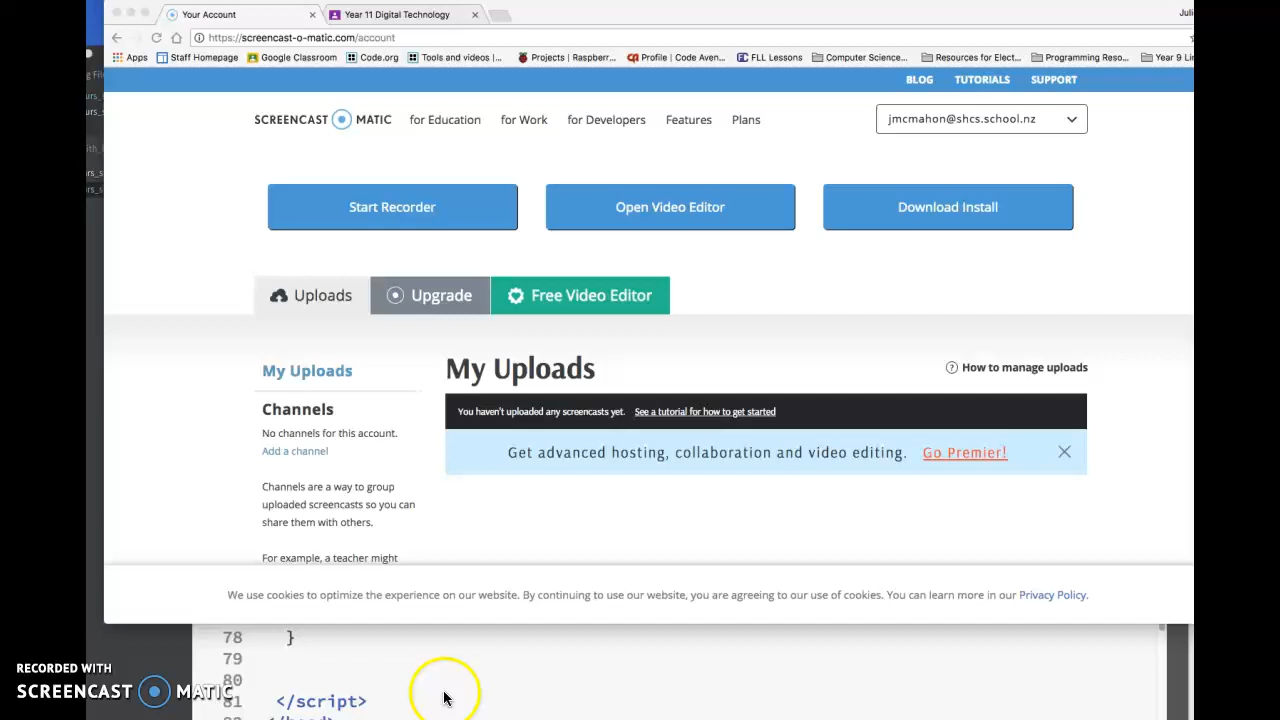 Your Account
Year 11 Digital Technology
Juli
https://screencast-o-matic.com/account
Apps
Staff Homepage
Google Classroom
Code.org
Tools and videos |...
Projects | Raspberr...
Profile | Code Aven...
FLL Lessons
Computer Science...
Resources for Elect...
Programming Reso...
Year 9 Li
BLOG TUTORIALS SUPPORT
SCREENCAST MATIC
for Education
for Work
for Developers
Features
Plans
jmcmahon@shcs.school.nz
Start Recorder
Open Video Editor
Download Install
Uploads
Upgrade
Free Video Editor
My Uploads
Channels
No channels for this account.
Add a channel
Channels are a way to group
uploaded screencasts so you can
share them with others.
For example, a teacher might
My Uploads
How to manage uploads
You haven't uploaded any screencasts yet. See a tutorial for how to get started
Get advanced hosting, collaboration and video editing. Go Premier!
We use cookies to optimize the experience on our website. By continuing to use our website, you are agreeing to our use of cookies. You can learn more in our Privacy Policy.
78 }
79
80
81 </script>
RECORDED WITH
SCREENCAST MATIC